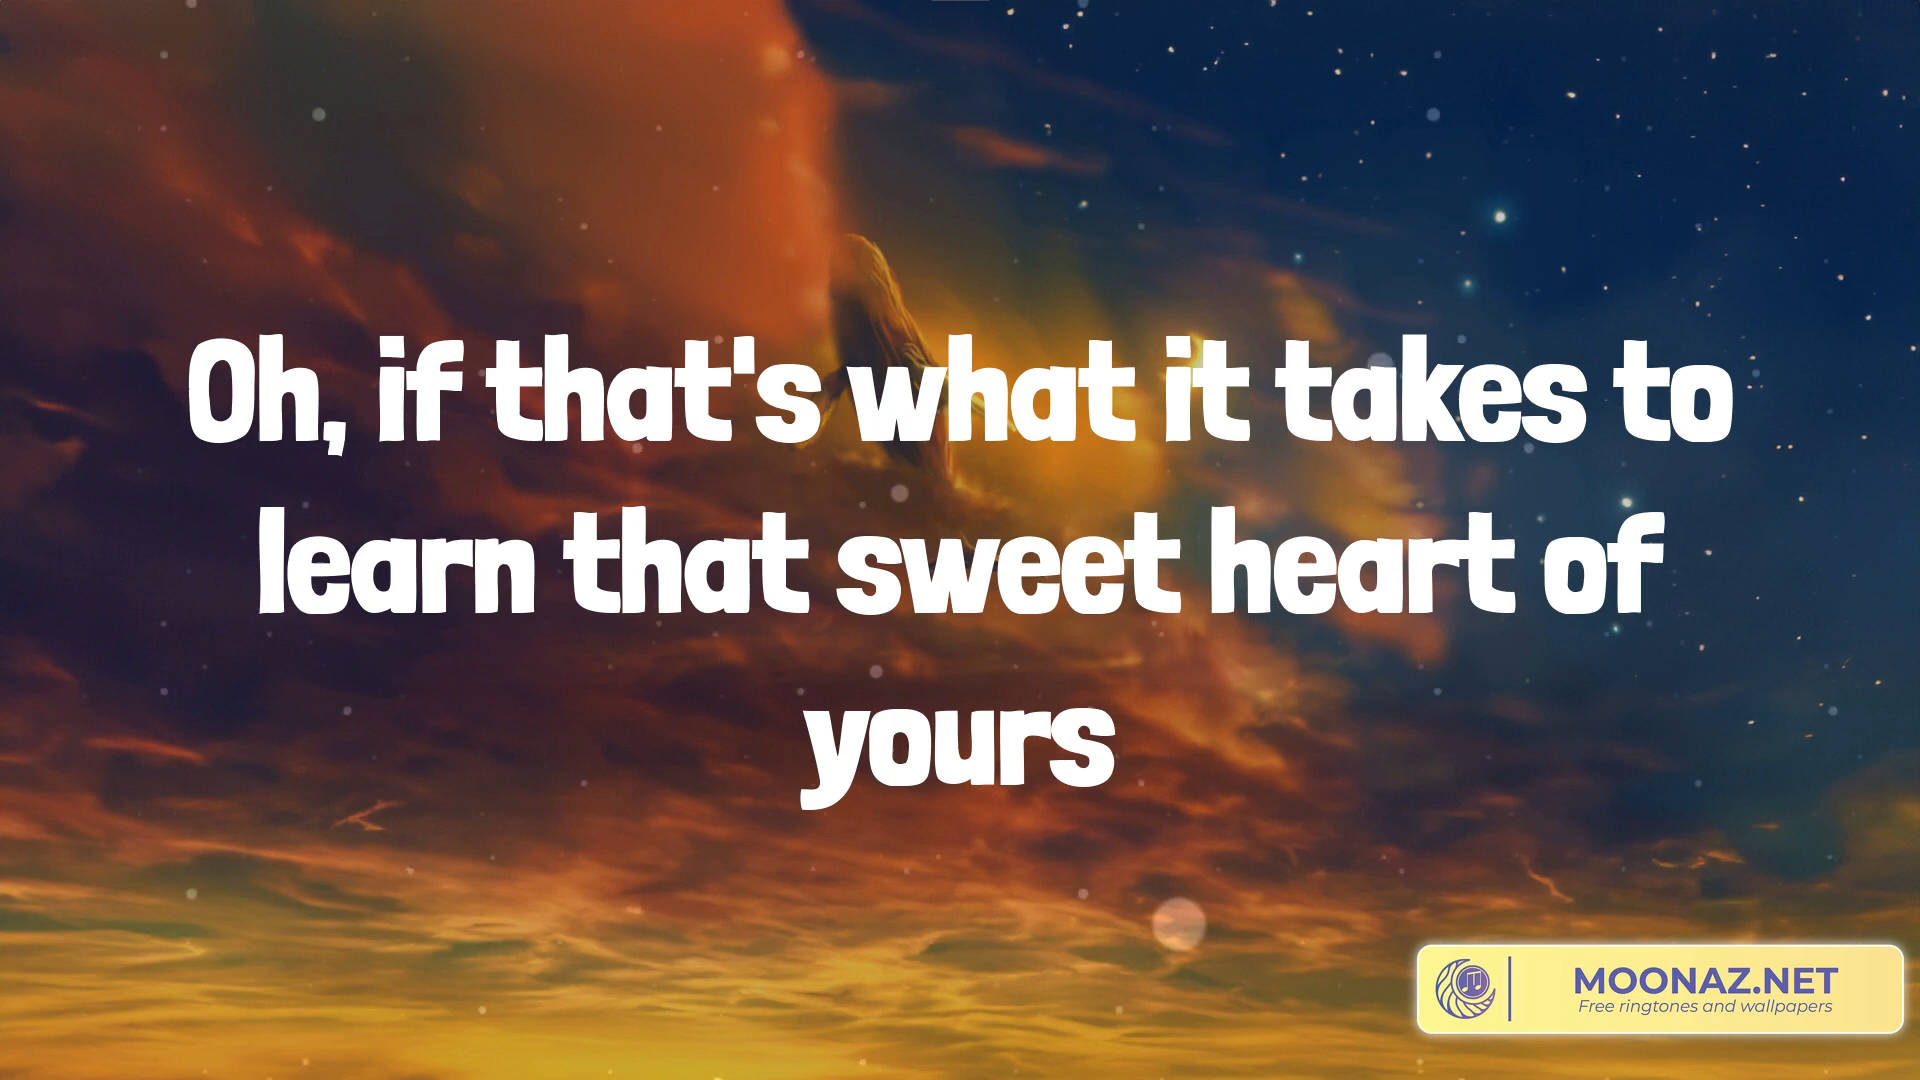 Oh, if that's what it takes to
learn that sweet heart of
yours
MOONAZ.NET
Free ringtones and wallpapers